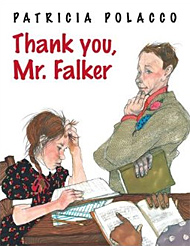 PATRICIA POLACCO
Thank you,
Mr. Falker